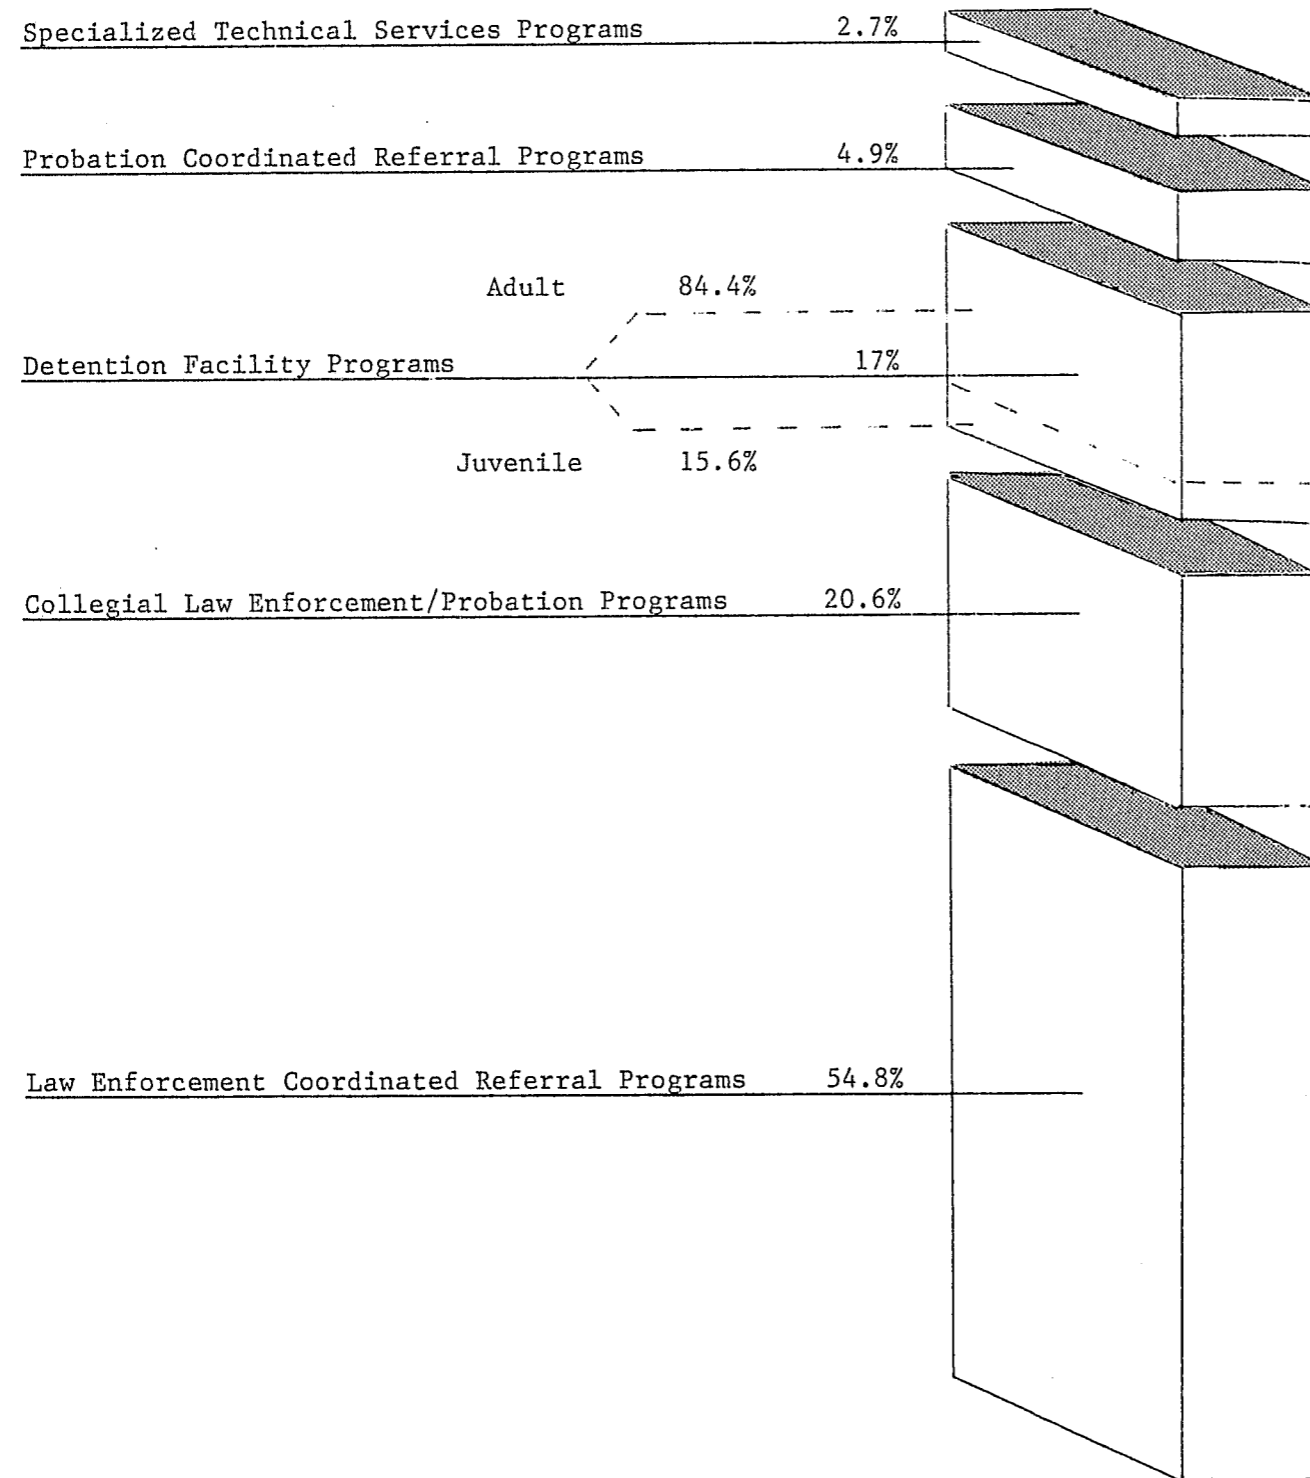 Specialized Technical Services Programs 2.7%
Probation Coordinated Referral Programs 4.9%
Adult 84.4%
Detention Facility Programs 17%
Juvenile 15.6%
Collegial Law Enforcement/Probation Programs 20.6%
Law Enforcement Coordinated Referral Programs 54.8%